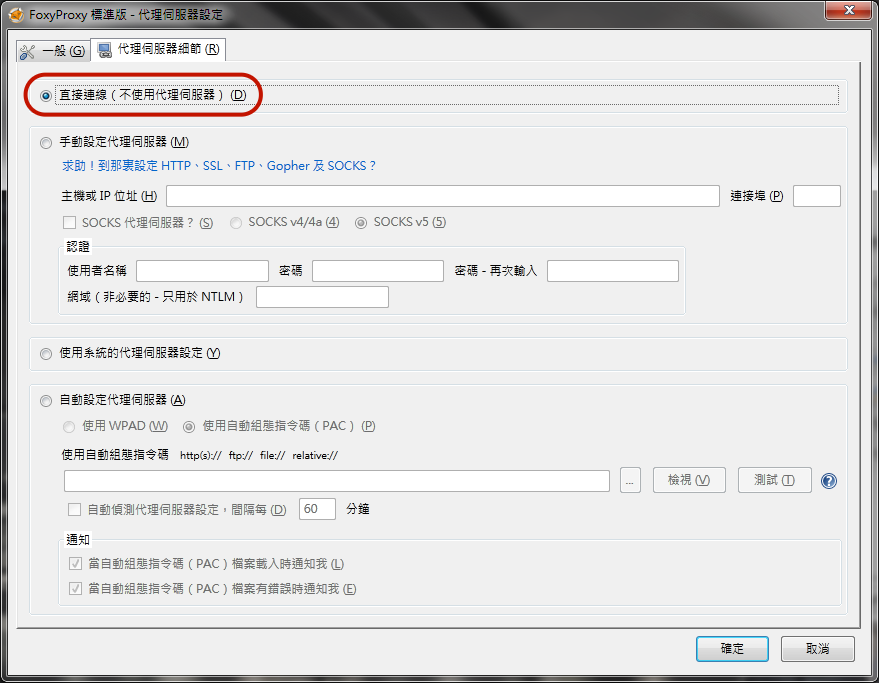 FoxyProxy 標準版 - 代理伺服器設定
一般 (G) 代理伺服器細節 (R)
直接連線 ( 不使用代理伺服器 ) (D)
手動設定代理伺服器 (M)
求助！到那裏設定 HTTP、SSL、FTP、Gopher 及 SOCKS？
主機或 IP 位址 (H) 連接埠 (P)
SOCKS 代理伺服器？ (S) SOCKS v4/4a (4) SOCKS v5 (5)
認證
使用者名稱 密碼 密碼 - 再次輸入
網域 ( 非必要的 - 只用於 NTLM )
使用系統的代理伺服器設定 (Y)
自動設定代理伺服器 (A)
使用 WPAD (W) 使用自動組態指令碼 ( PAC ) (P)
使用自動組態指令碼 http(s):// ftp:// file:// relative://
... 檢視 (V) 測試 (T) ?
自動偵測代理伺服器設定，間隔每 (D) 60 分鐘
通知
當自動組態指令碼 ( PAC ) 檔案載入時通知我 (L)
當自動組態指令碼 ( PAC ) 檔案有錯誤時通知我 (E)
確定 取消